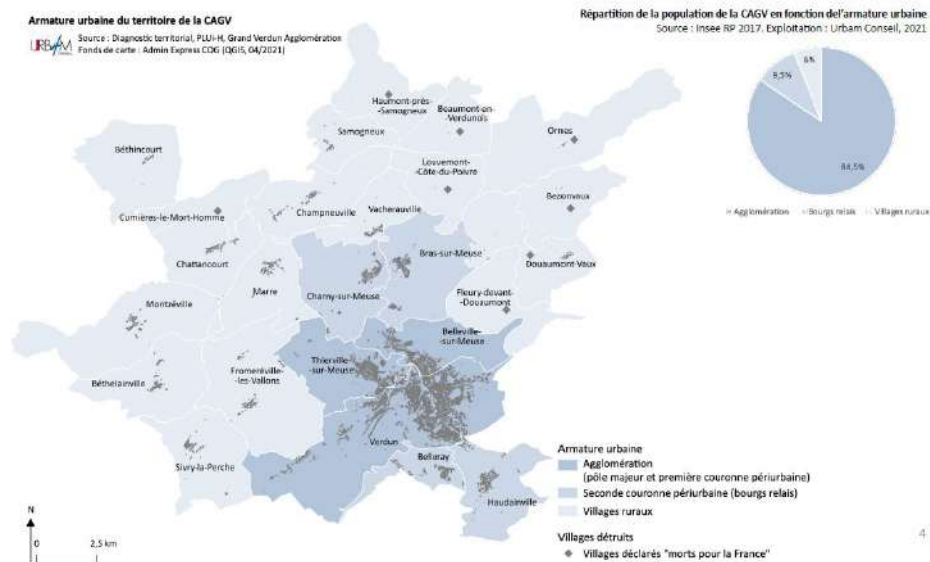 Armature urbaine du territoire de la CAGV
URBAM
Source : Diagnostic territorial, PLUi-H, Grand Verdun Agglomération
Fonds de carte : Admin Express COG (QGIS, 04/2021)
Répartition de la population de la CAGV en fonction del'armature urbaine
Source : Insee RP 2017. Exploitation : Urbam Conseil, 2021
9,5%
6%
84,5%
Agglomération
Bourgs relais
Villages ruraux
Haumont-près
-Samogneux
Beaumont-en-
Verdunois
Samogneux
Ornes
Béthincourt
Louvemont-
Côte-du-Poivre
Bezonvaux
Champneuville
Vacherauville
Cumières-le-Mort-Homme
Bras-sur-Meuse
Douaumont-Vaux
Chattancourt
Marre
Charny-sur-Meuse
Fleury-devant
-Douaumont
Montzéville
Belleville-
-sur-Meuse
Thierville
-sur-Meuse
Fromeréville
-les-Vallons
Béthelainville
Verdun
Belleray
Sivry-la-Perche
Haudainville
Armature urbaine
Agglomération
(pôle majeur et première couronne périurbaine)
Seconde couronne périurbaine (bourgs relais)
Villages ruraux
Villages détruits
Villages déclarés "morts pour la France"
N
0
2,5 km
4